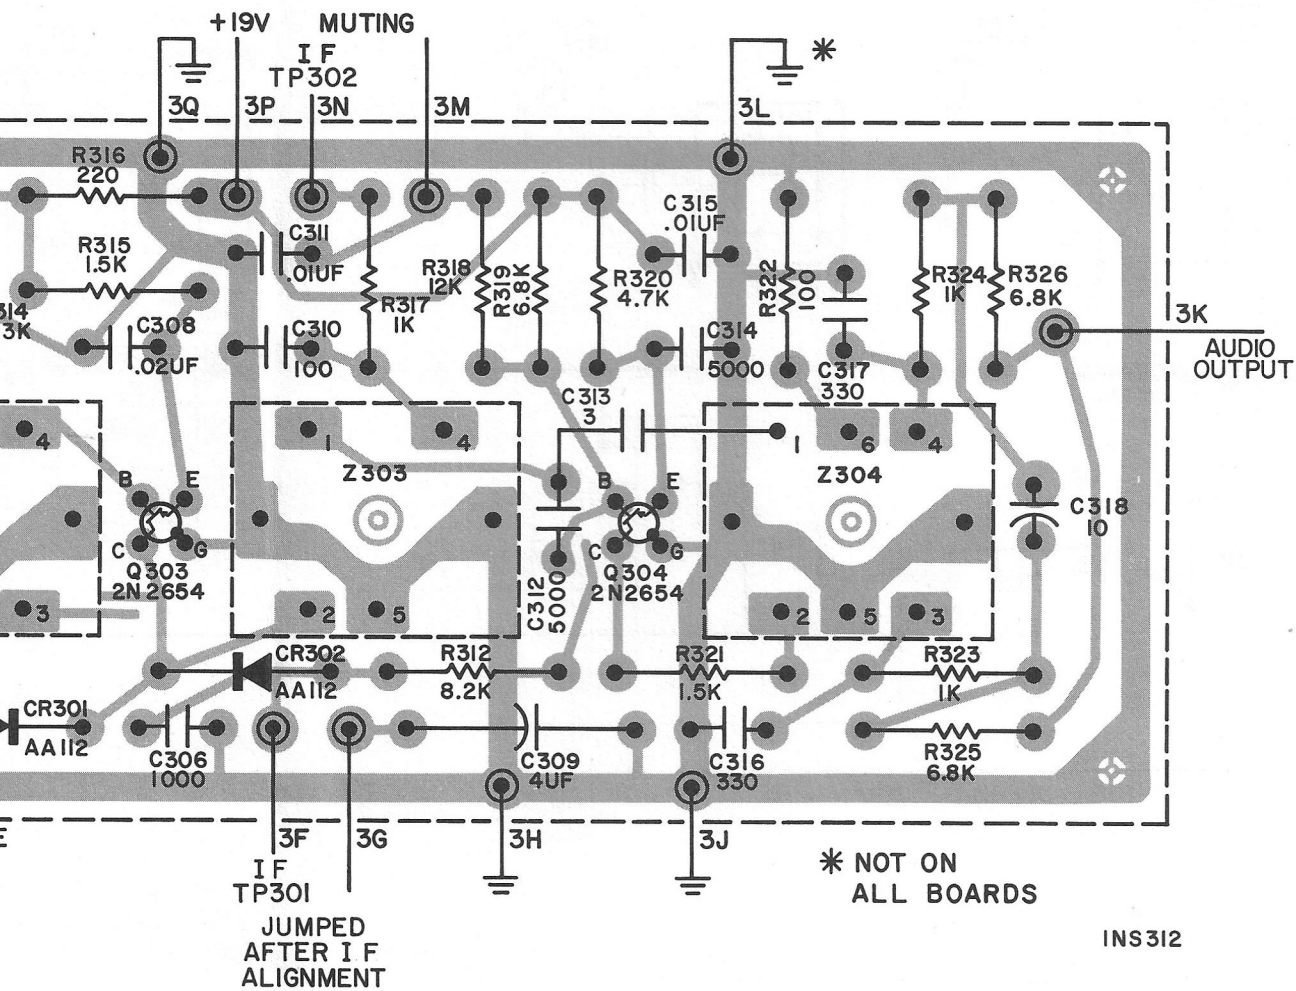 +19V
MUTING
IF
TP302
*
3Q
3P
3N
3M
3L
R316
220
C311
.01UF
C315
.01UF
R315
1.5K
R318
12K
R319
6.8K
R320
4.7K
R322
100
R324
1K
R326
6.8K
314
3K
R317
1K
3K
AUDIO
OUTPUT
C308
.02UF
C310
100
C314
5000
C317
330
C313
3
4
1
4
1
6
4
Z303
Z304
B
E
B
E
C318
10
C
G
C
G
Q303
2N2654
C312
5000
Q304
2N2654
3
2
5
2
5
3
CR302
AA112
R312
8.2K
R321
1.5K
R323
1K
CR301
AA112
C306
1000
C309
4UF
C316
330
R325
6.8K
E
3F
3G
3H
3J
IF
TP301
JUMPED
AFTER IF
ALIGNMENT
* NOT ON
ALL BOARDS
INS312